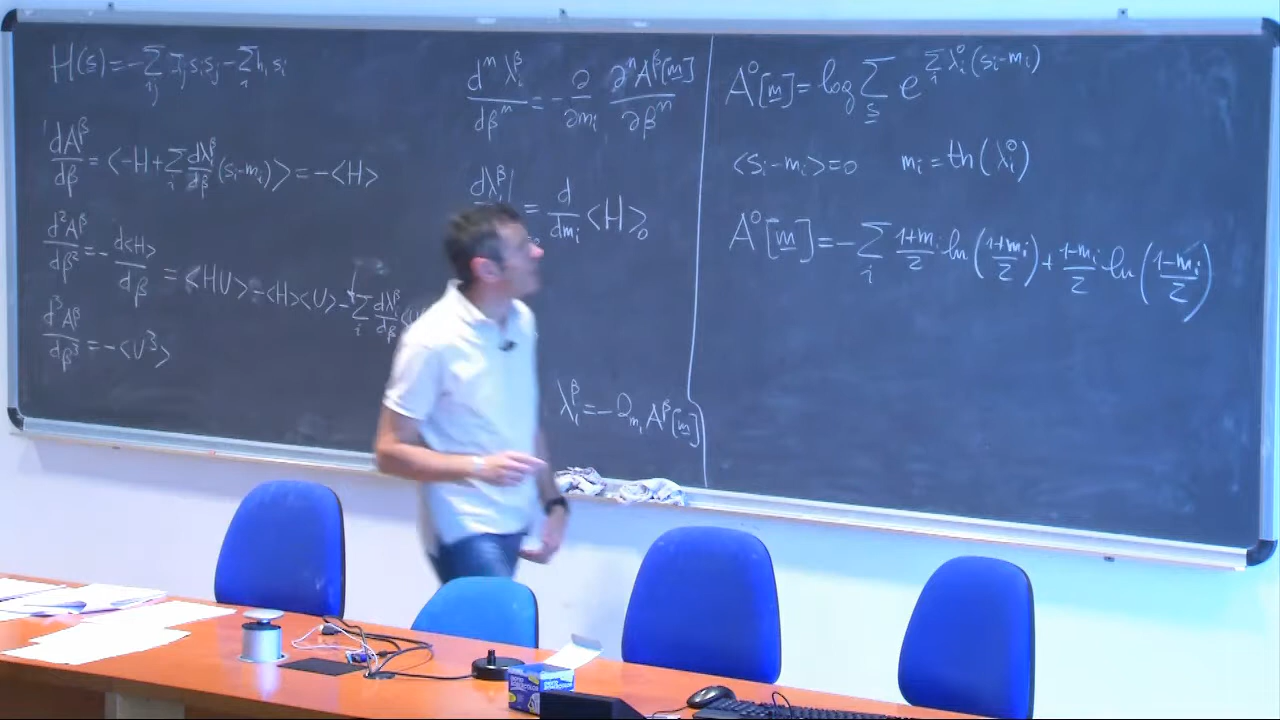 H(s) = -∑_{ij} J_{ij} s_i s_j - ∑_i h_i s_i
dA^β/dβ = <-H + ∑_i dλ_i^β/dβ (s_i - m_i)> = -<H>
d²A^β/dβ² = -d<H>/dβ = <HU> - <H><U> - ∑_i dλ_i^β/dβ
d³A^β/dβ³ = -<U³>
d^n λ_i^β/dβ^n = -∂/∂m_i ∂^n A^β[m]/∂β^n
= d/dm_i <H>_0
λ_i^β = -∂_{m_i} A^β[m]
A^0[m] = log ∑_s e^{∑_i λ_i^0 (s_i - m_i)}
<s_i - m_i> = 0 m_i = th(λ_i^0)
A^0[m] = -∑_i (1+m_i)/2 ln((1+m_i)/2) + (1-m_i)/2 ln((1-m_i)/2)